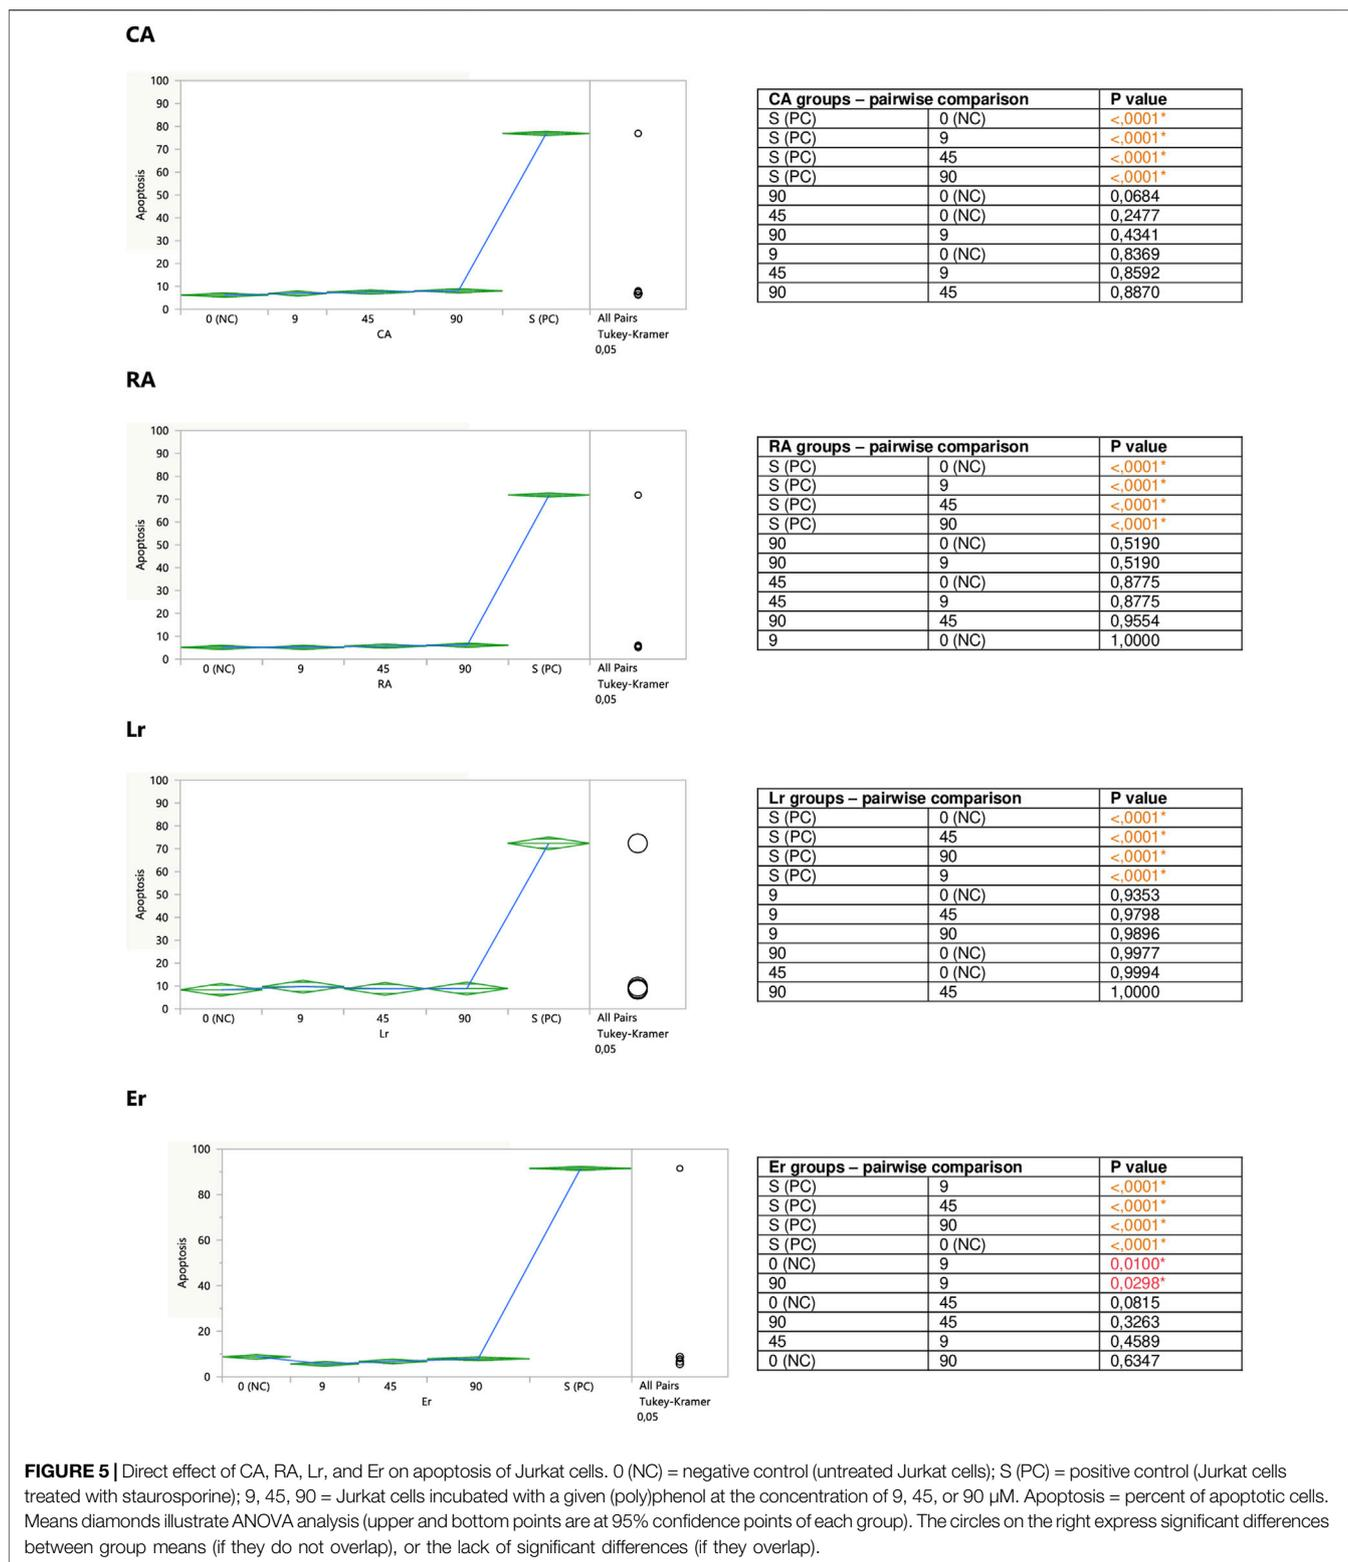 CA
100
90
80
70
60
50
40
30
20
10
0
Apoptosis
0 (NC) 9 45 90 S (PC) All Pairs
CA Tukey-Kramer
0,05
CA groups – pairwise comparison P value
S (PC) 0 (NC) <,0001*
S (PC) 9 <,0001*
S (PC) 45 <,0001*
S (PC) 90 <,0001*
90 0 (NC) 0,0684
45 0 (NC) 0,2477
90 9 0,4341
9 0 (NC) 0,8369
45 9 0,8592
90 45 0,8870
RA
100
90
80
70
60
50
40
30
20
10
0
Apoptosis
0 (NC) 9 45 90 S (PC) All Pairs
RA Tukey-Kramer
0,05
RA groups – pairwise comparison P value
S (PC) 0 (NC) <,0001*
S (PC) 9 <,0001*
S (PC) 45 <,0001*
S (PC) 90 <,0001*
90 0 (NC) 0,5190
90 9 0,5190
45 0 (NC) 0,8775
45 9 0,8775
90 45 0,9554
9 0 (NC) 1,0000
Lr
100
90
80
70
60
50
40
30
20
10
0
Apoptosis
0 (NC) 9 45 90 S (PC) All Pairs
Lr Tukey-Kramer
0,05
Lr groups – pairwise comparison P value
S (PC) 0 (NC) <,0001*
S (PC) 45 <,0001*
S (PC) 90 <,0001*
S (PC) 9 <,0001*
9 0 (NC) 0,9353
9 45 0,9798
9 90 0,9896
90 0 (NC) 0,9977
45 0 (NC) 0,9994
90 45 1,0000
Er
100
80
60
40
20
0
Apoptosis
0 (NC) 9 45 90 S (PC) All Pairs
Er Tukey-Kramer
0,05
Er groups – pairwise comparison P value
S (PC) 9 <,0001*
S (PC) 45 <,0001*
S (PC) 90 <,0001*
S (PC) 0 (NC) <,0001*
0 (NC) 9 0,0100*
90 9 0,0298*
0 (NC) 45 0,0815
90 45 0,3263
45 9 0,4589
0 (NC) 90 0,6347
FIGURE 5 | Direct effect of CA, RA, Lr, and Er on apoptosis of Jurkat cells. 0 (NC) = negative control (untreated Jurkat cells); S (PC) = positive control (Jurkat cells
treated with staurosporine); 9, 45, 90 = Jurkat cells incubated with a given (poly)phenol at the concentration of 9, 45, or 90 µM. Apoptosis = percent of apoptotic cells.
Means diamonds illustrate ANOVA analysis (upper and bottom points are at 95% confidence points of each group). The circles on the right express significant differences
between group means (if they do not overlap), or the lack of significant differences (if they overlap).